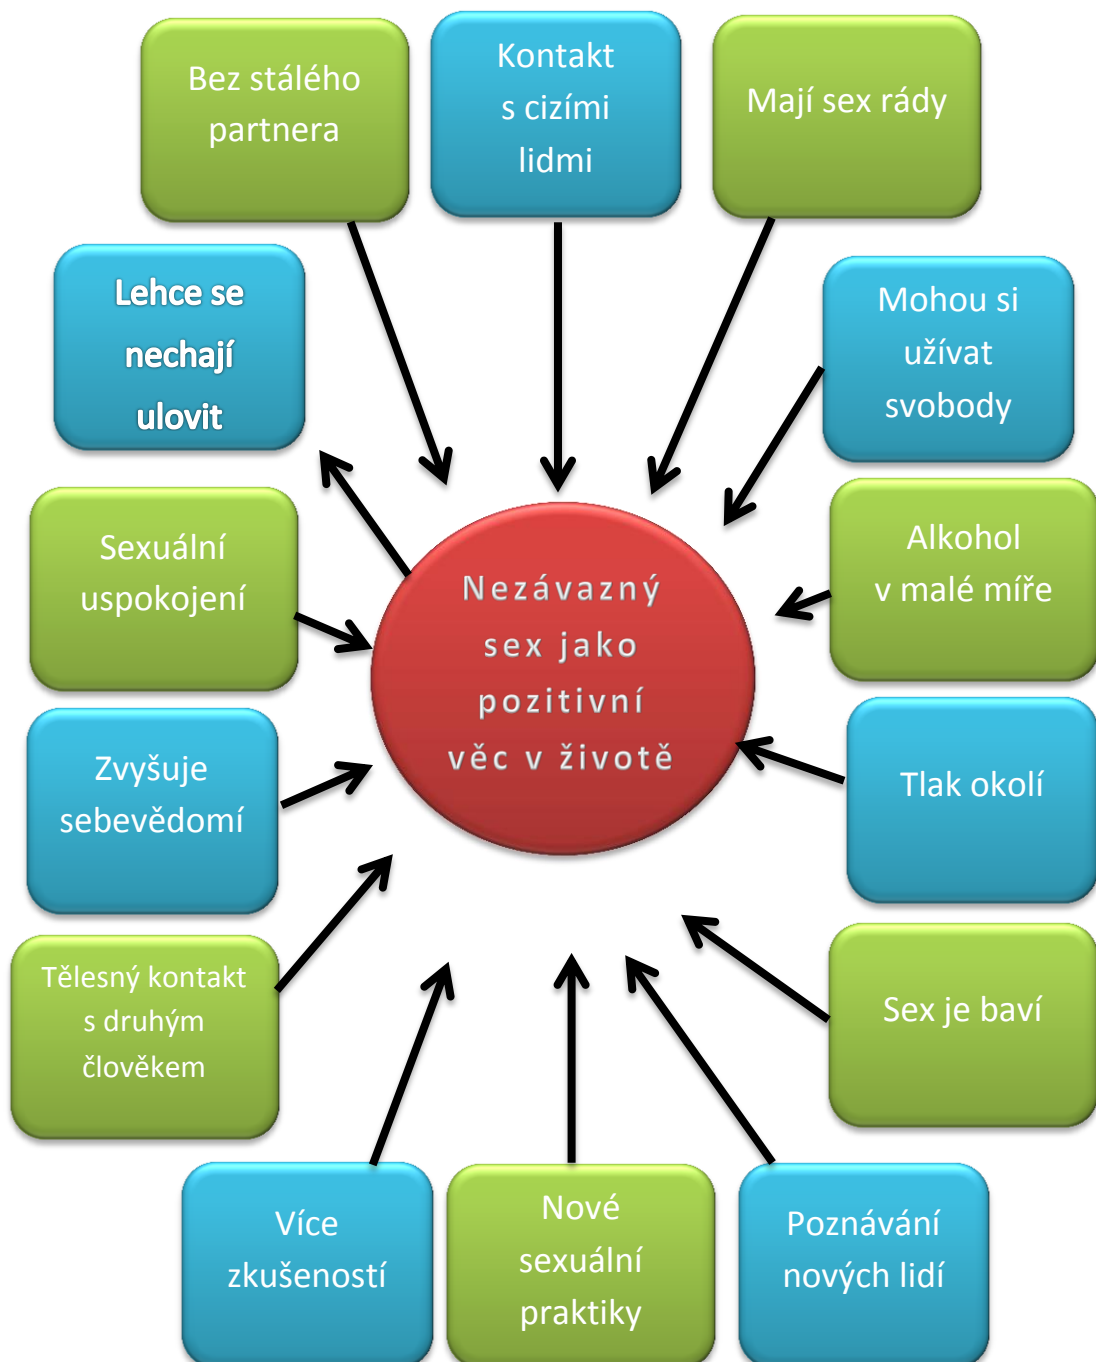 Bez stálého
partnera
Kontakt
s cizími
lidmi
Mají sex rády
Lehce se
nechají
ulovit
Mohou si
užívat
svobody
Sexuální
uspokojení
Nezávazný
sex jako
pozitivní
věc v životě
Alkohol
v malé míře
Zvyšuje
sebevědomí
Tlak okolí
Tělesný kontakt
s druhým
člověkem
Sex je baví
Více
zkušeností
Nové
sexuální
praktiky
Poznávání
nových lidí